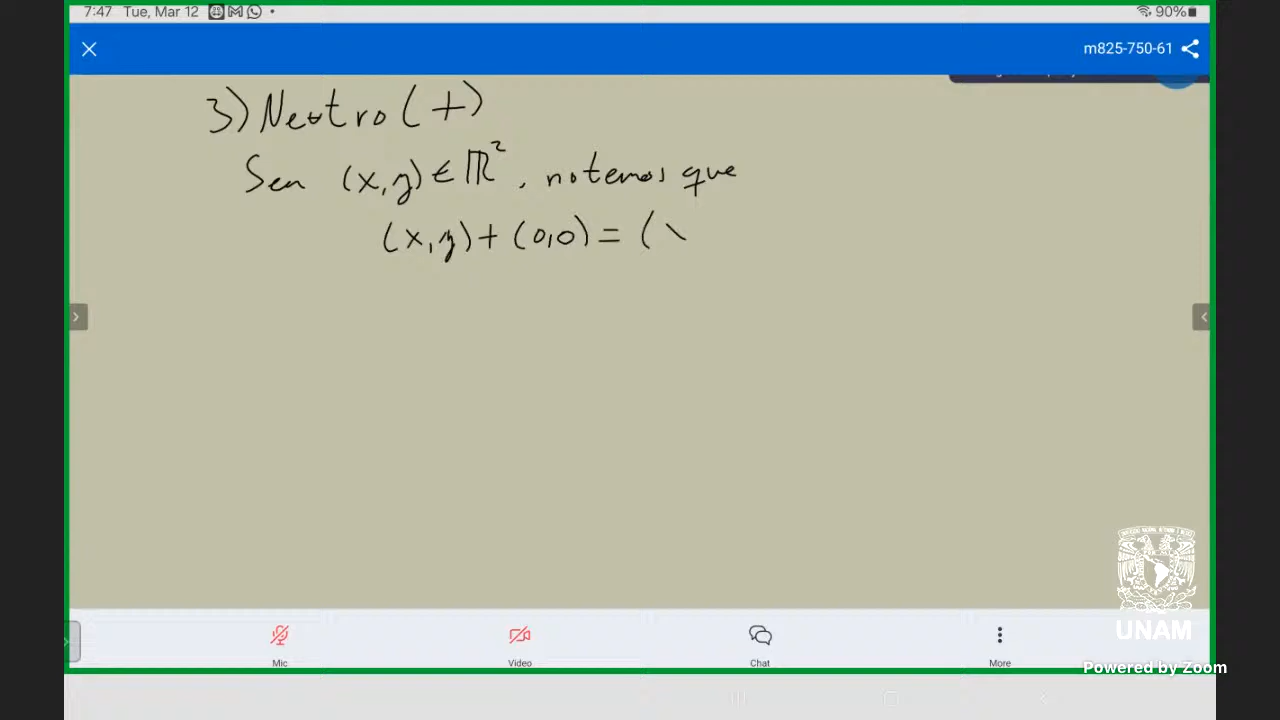 7:47 Tue, Mar 12
90%
m825-750-61
3) Neutro (+)
Sea (x,y) ∈ ℝ², notemos que
(x,y) + (0,0) = (
Mic
Video
Chat
More
UNAM
Powered by Zoom